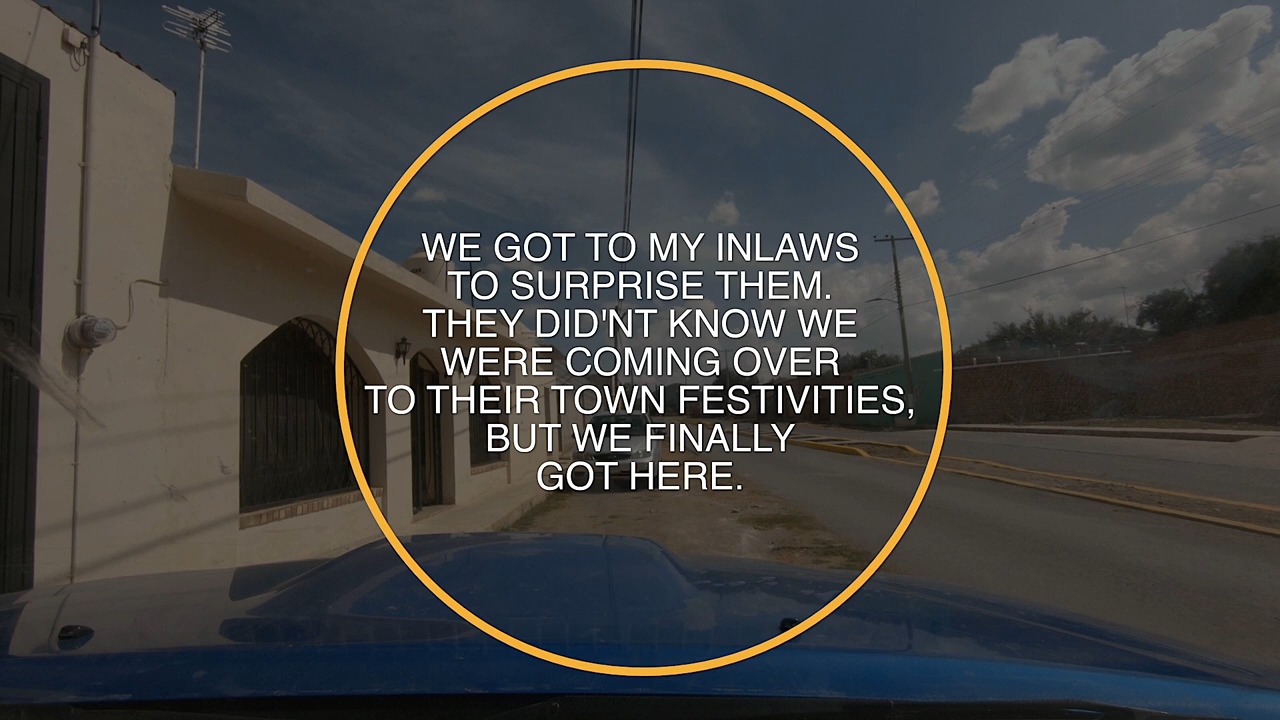 WE GOT TO MY INLAWS
TO SURPRISE THEM.
THEY DID'NT KNOW WE
WERE COMING OVER
TO THEIR TOWN FESTIVITIES,
BUT WE FINALLY
GOT HERE.